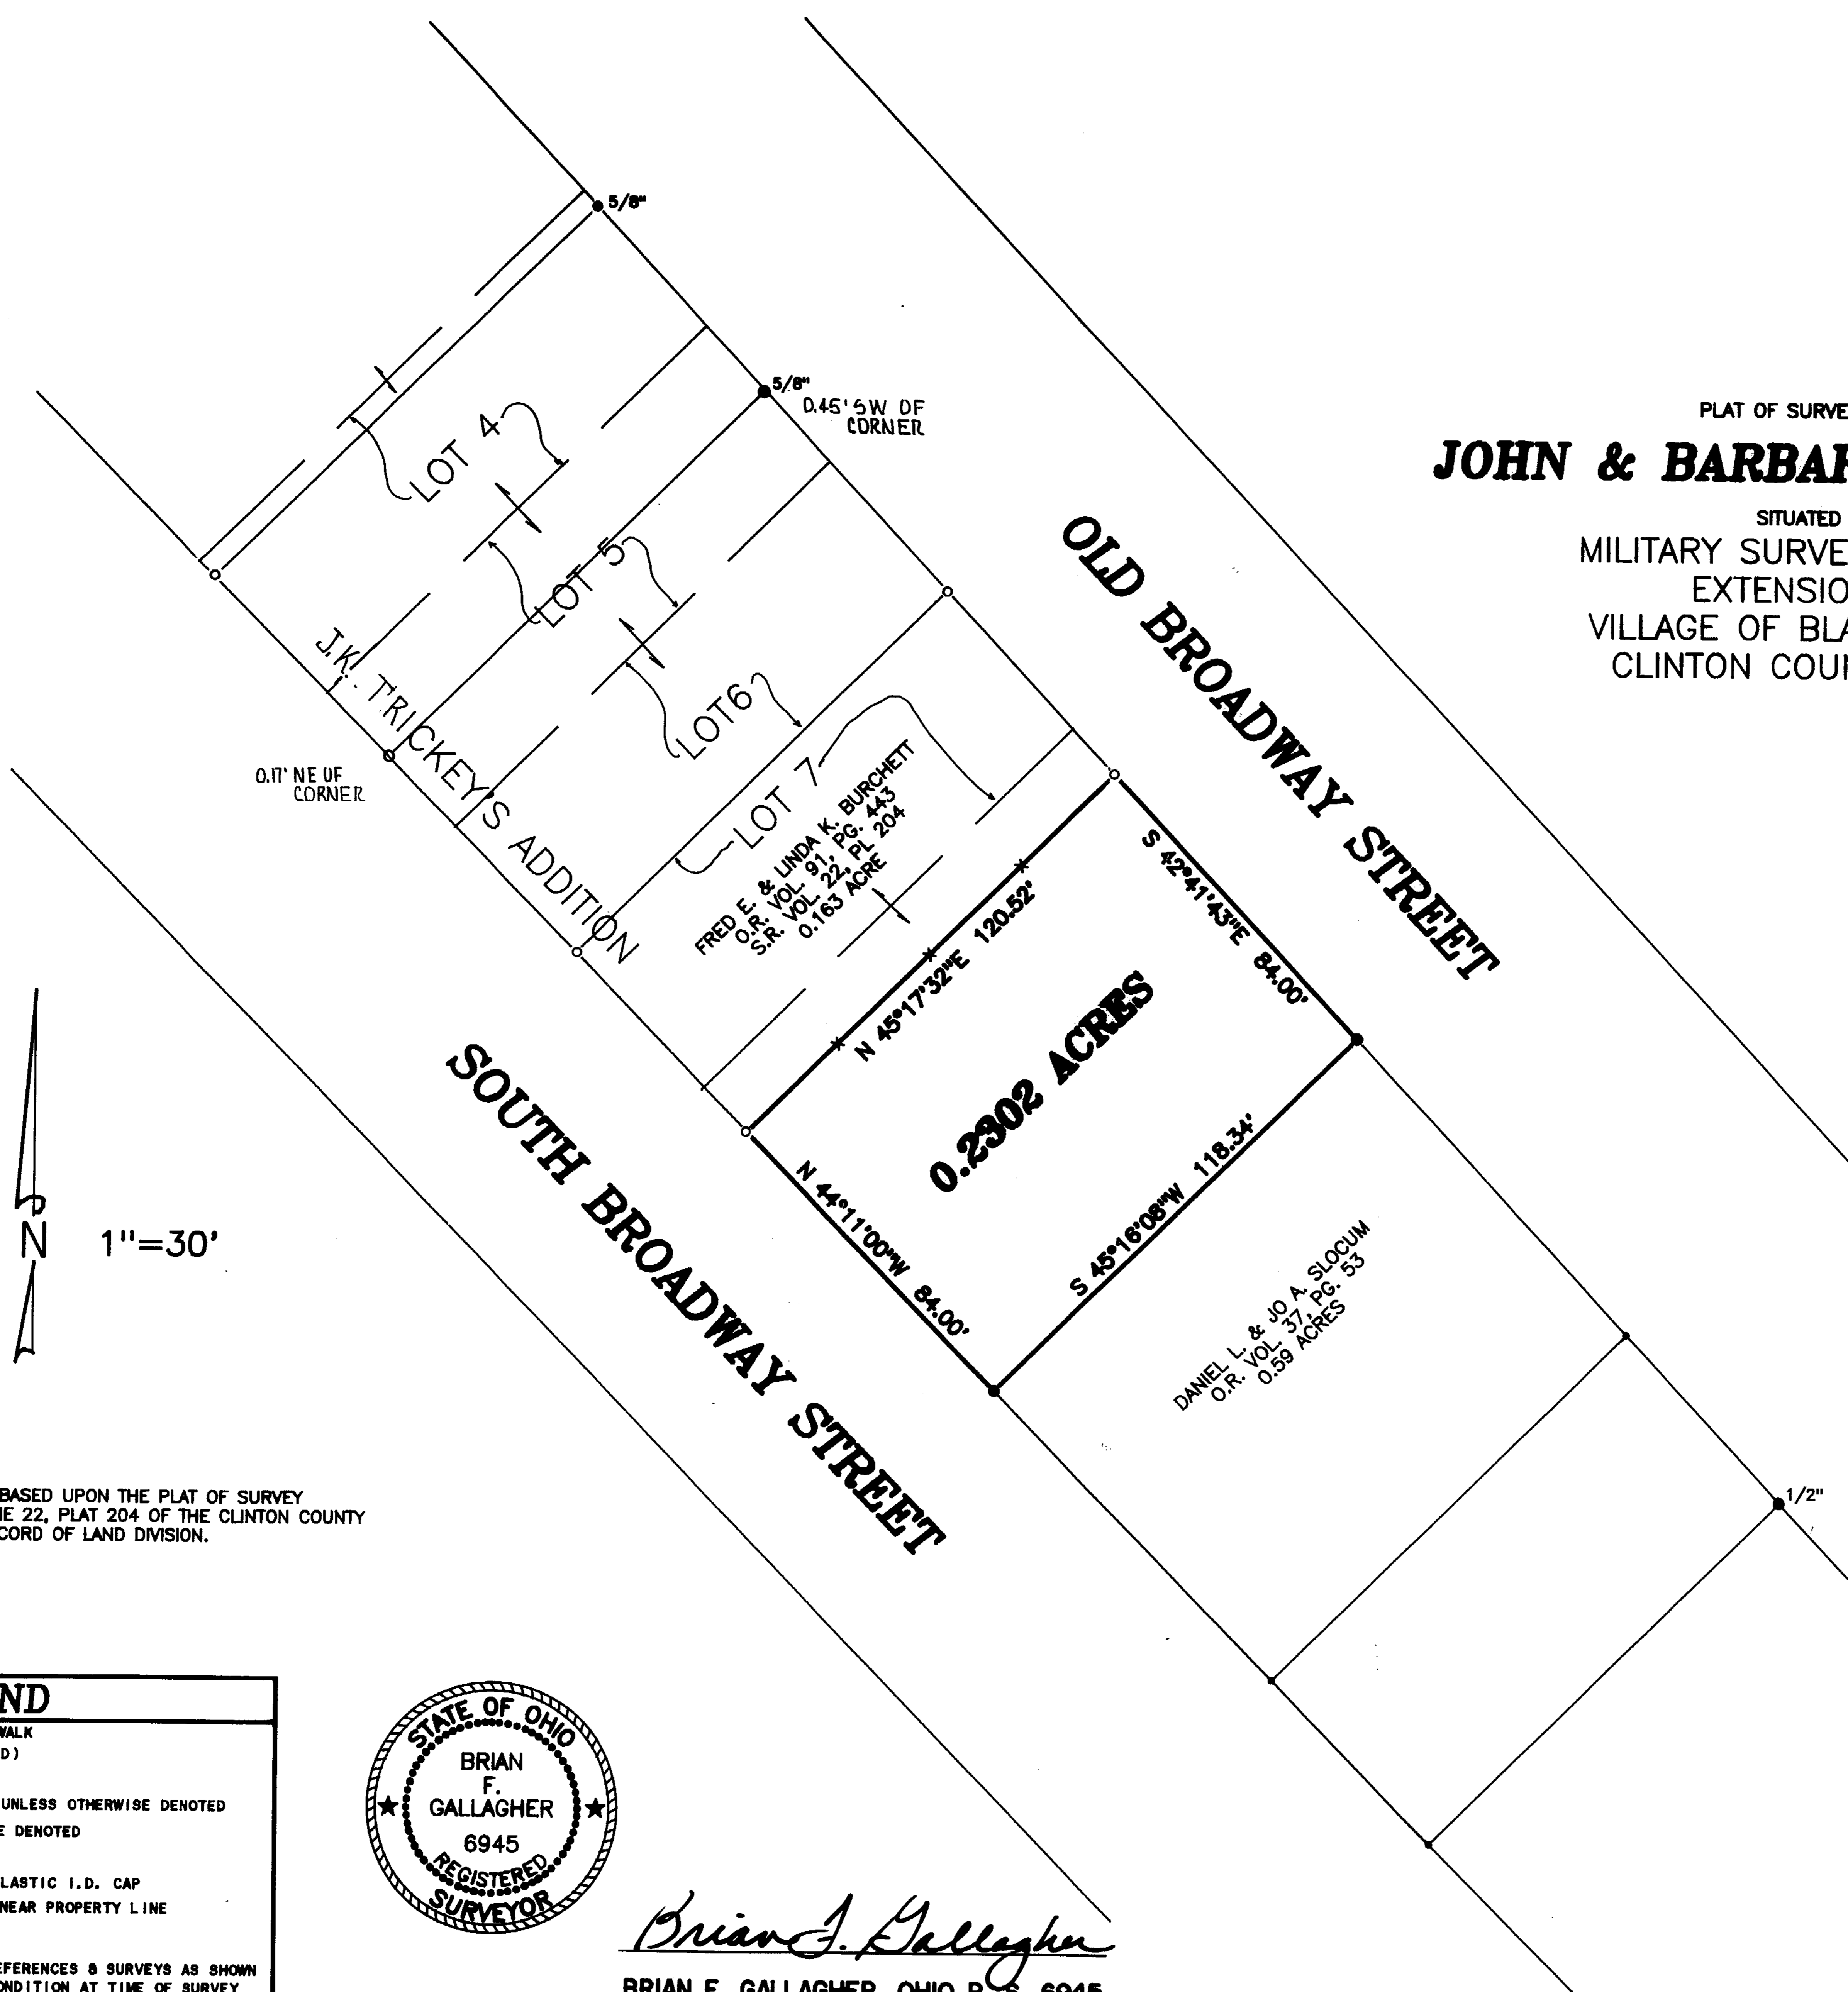 5/8"
5/8"
0.45' SW OF
CORNER
PLAT OF SURVE
JOHN & BARBAR
SITUATED
MILITARY SURVE
EXTENSIO
VILLAGE OF BLA
CLINTON COUN
OLD BROADWAY STREET
LOT 4
LOT 5
LOT 6
LOT 7
J.K. TRICKEY'S ADDITION
0.17' NE OF
CORNER
FRED E. & LINDA K. BURCHETT
O.R. VOL. 91, PG. 443
S.R. VOL. 22, PL 204
0.163 ACRE
N 45°17'32"E 120.52'
S 42°41'43"E 84.00'
0.2302 ACRES
S 45°16'08"W 118.34'
N 44°11'00"W 84.00'
SOUTH BROADWAY STREET
DANIEL L. & JO A. SLOCUM
O.R. VOL. 37, PG. 53
0.59 ACRES
N
1"=30'
1/2"
BASED UPON THE PLAT OF SURVEY
E 22, PLAT 204 OF THE CLINTON COUNTY
CORD OF LAND DIVISION.
ND
WALK
D)
UNLESS OTHERWISE DENOTED
E DENOTED
LASTIC I.D. CAP
NEAR PROPERTY LINE
EFERENCES & SURVEYS AS SHOWN
ONDITION AT TIME OF SURVEY
STATE OF OHIO
BRIAN
F.
GALLAGHER
6945
REGISTERED
SURVEYOR
Brian F. Gallagher
BRIAN F. GALLAGHER, OHIO R. S. 6945